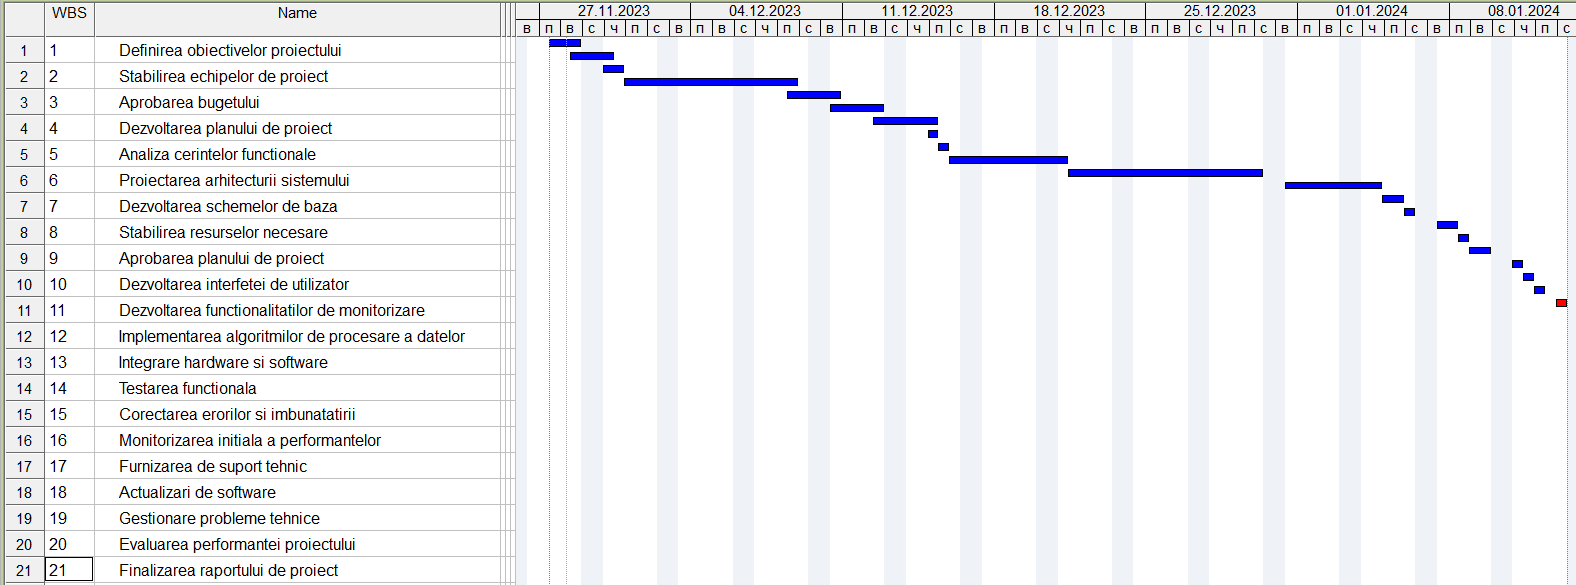 WBS Name 27.11.2023 04.12.2023 11.12.2023 18.12.2023 25.12.2023 01.01.2024 08.01.2024
В П В С Ч П С В П В С Ч П С В П В С Ч П С В П В С Ч П С В П В С Ч П С В П В С Ч П С В П В С Ч П С
1 1 Definirea obiectivelor proiectului
2 2 Stabilirea echipelor de proiect
3 3 Aprobarea bugetului
4 4 Dezvoltarea planului de proiect
5 5 Analiza cerintelor functionale
6 6 Proiectarea arhitecturii sistemului
7 7 Dezvoltarea schemelor de baza
8 8 Stabilirea resurselor necesare
9 9 Aprobarea planului de proiect
10 10 Dezvoltarea interfetei de utilizator
11 11 Dezvoltarea functionalitatilor de monitorizare
12 12 Implementarea algoritmilor de procesare a datelor
13 13 Integrare hardware si software
14 14 Testarea functionala
15 15 Corectarea erorilor si imbunatatirii
16 16 Monitorizarea initiala a performantelor
17 17 Furnizarea de suport tehnic
18 18 Actualizari de software
19 19 Gestionare probleme tehnice
20 20 Evaluarea performantei proiectului
21 21 Finalizarea raportului de proiect